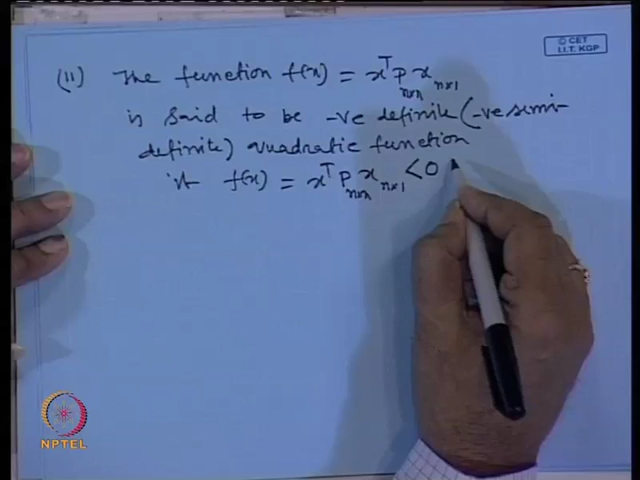 © CET
I.I.T. KGP
(11) The function f(x) = xᵀ P n×n x n×1
is said to be -ve definite (-ve semi-
definite) quadratic function
if f(x) = xᵀ P n×n x n×1 < 0
NPTEL